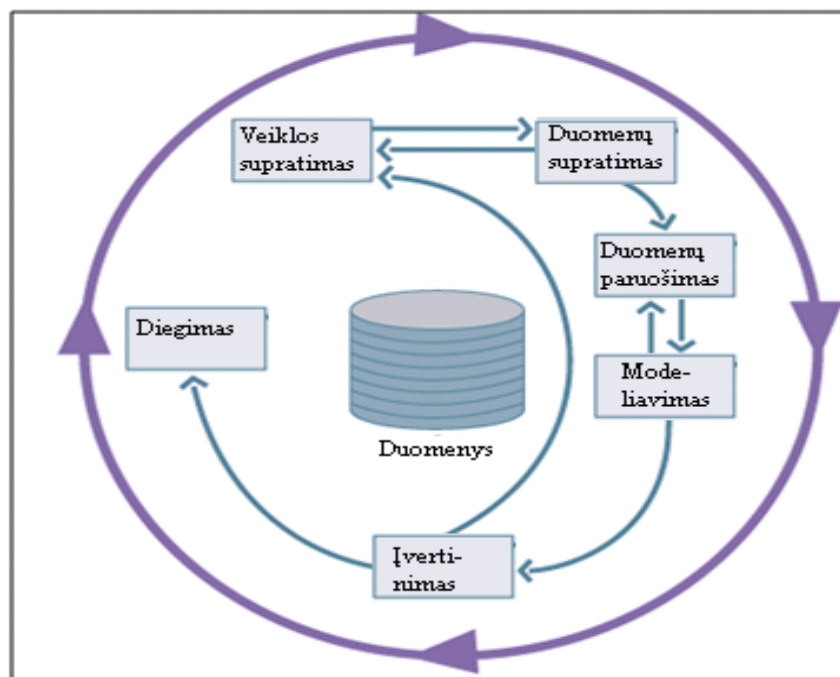 Veiklos
supratimas
Duomenų
supratimas
Duomenų
paruošimas
Diegimas
Mode-
liavimas
Duomenys
Įverti-
nimas